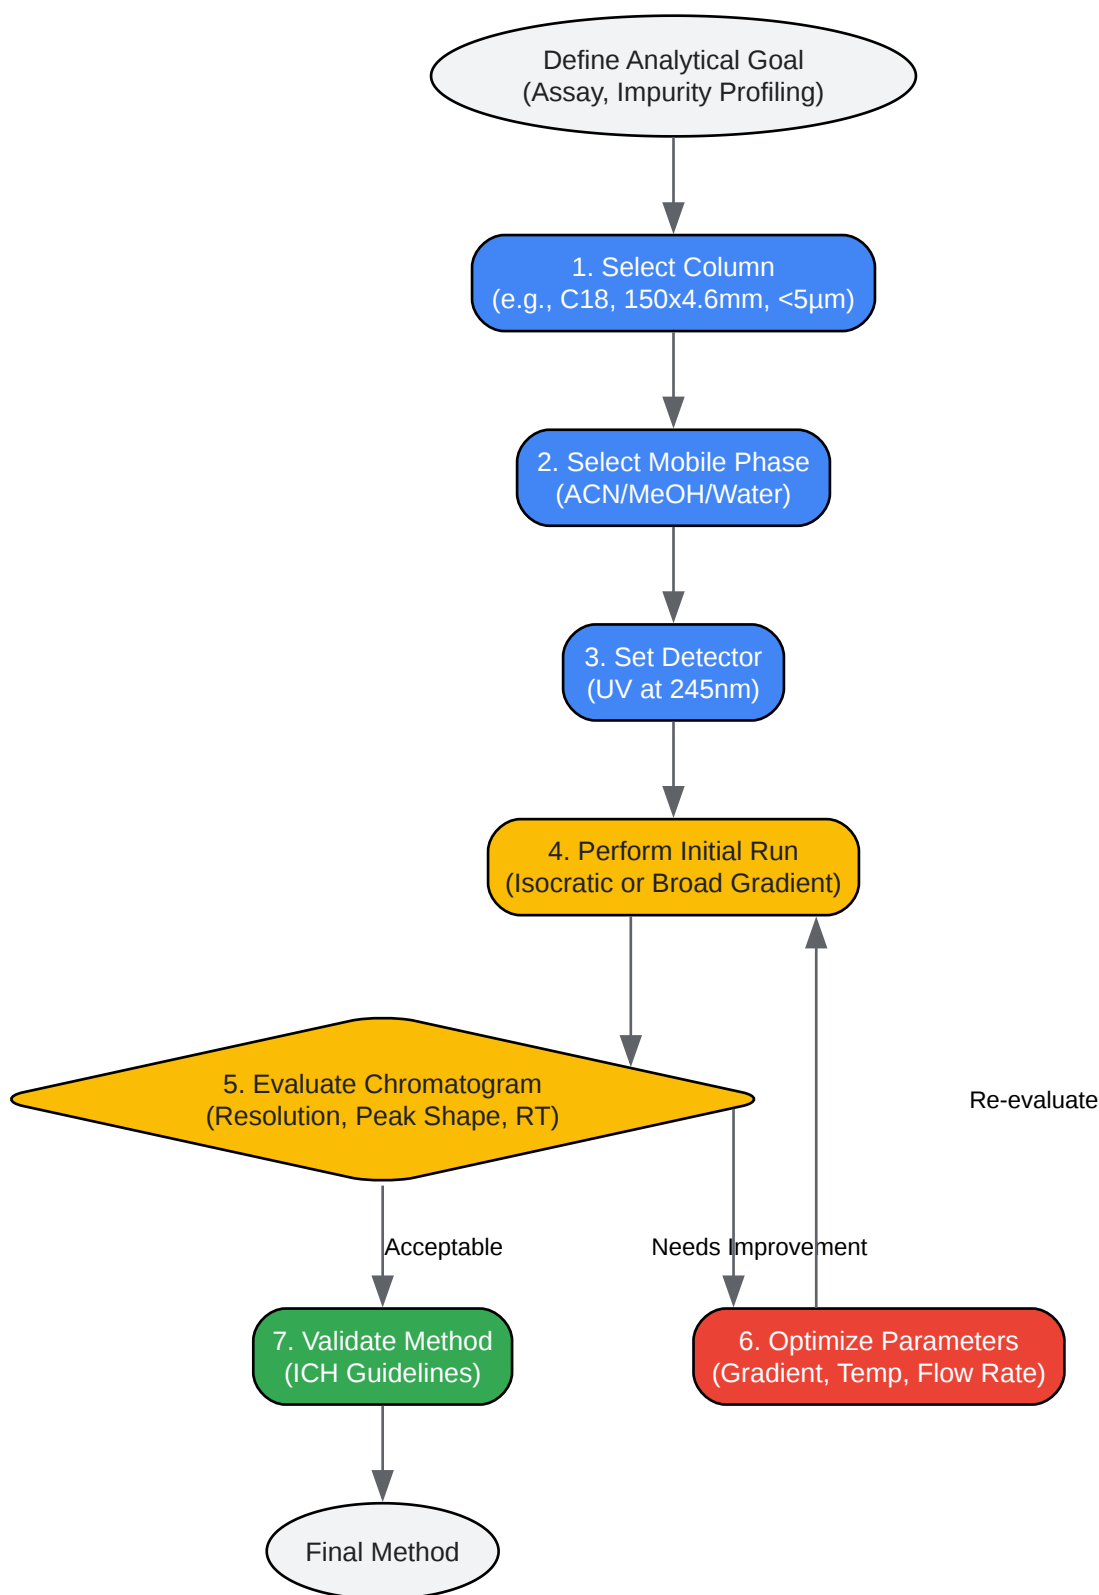 Define Analytical Goal
(Assay, Impurity Profiling)
1. Select Column
(e.g., C18, 150x4.6mm, <5µm)
2. Select Mobile Phase
(ACN/MeOH/Water)
3. Set Detector
(UV at 245nm)
4. Perform Initial Run
(Isocratic or Broad Gradient)
5. Evaluate Chromatogram
(Resolution, Peak Shape, RT)
Re-evaluate
Acceptable
Needs Improvement
7. Validate Method
(ICH Guidelines)
6. Optimize Parameters
(Gradient, Temp, Flow Rate)
Final Method